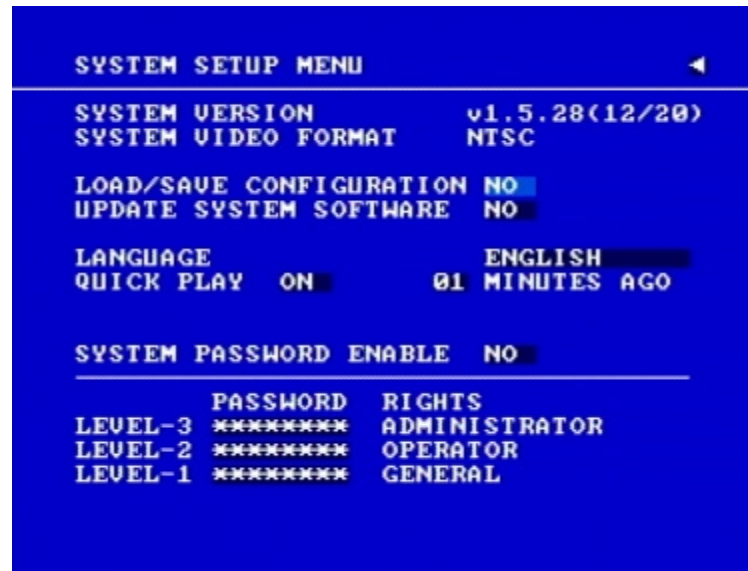 SYSTEM SETUP MENU
SYSTEM VERSION v1.5.28(12/20)
SYSTEM VIDEO FORMAT NTSC
LOAD/SAVE CONFIGURATION NO
UPDATE SYSTEM SOFTWARE NO
LANGUAGE ENGLISH
QUICK PLAY ON 01 MINUTES AGO
SYSTEM PASSWORD ENABLE NO
PASSWORD RIGHTS
LEVEL-3 ******** ADMINISTRATOR
LEVEL-2 ******** OPERATOR
LEVEL-1 ******** GENERAL